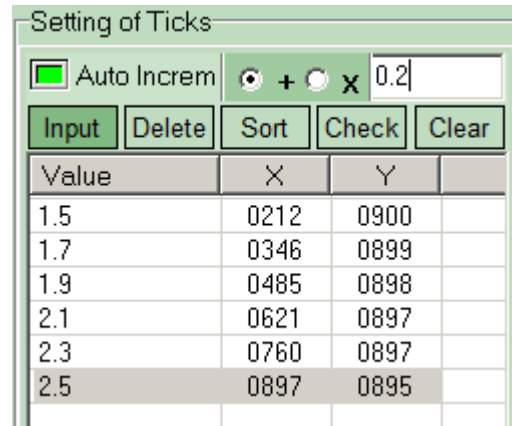 Setting of Ticks
Auto Increm + x 0.2
Input Delete Sort Check Clear
Value X Y
1.5 0212 0900
1.7 0346 0899
1.9 0485 0898
2.1 0621 0897
2.3 0760 0897
2.5 0897 0895